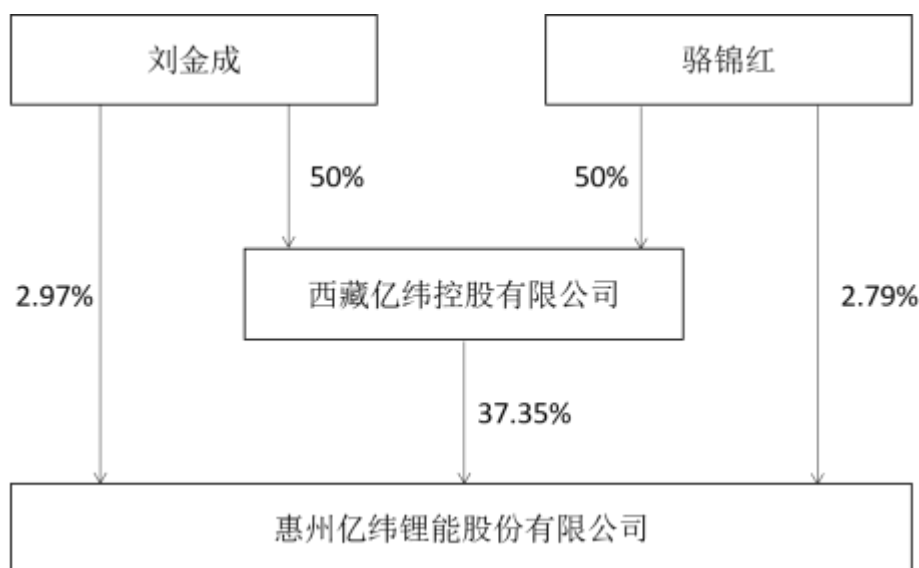 刘金成
骆锦红
50%
50%
西藏亿纬控股有限公司
2.97%
2.79%
37.35%
惠州亿纬锂能股份有限公司